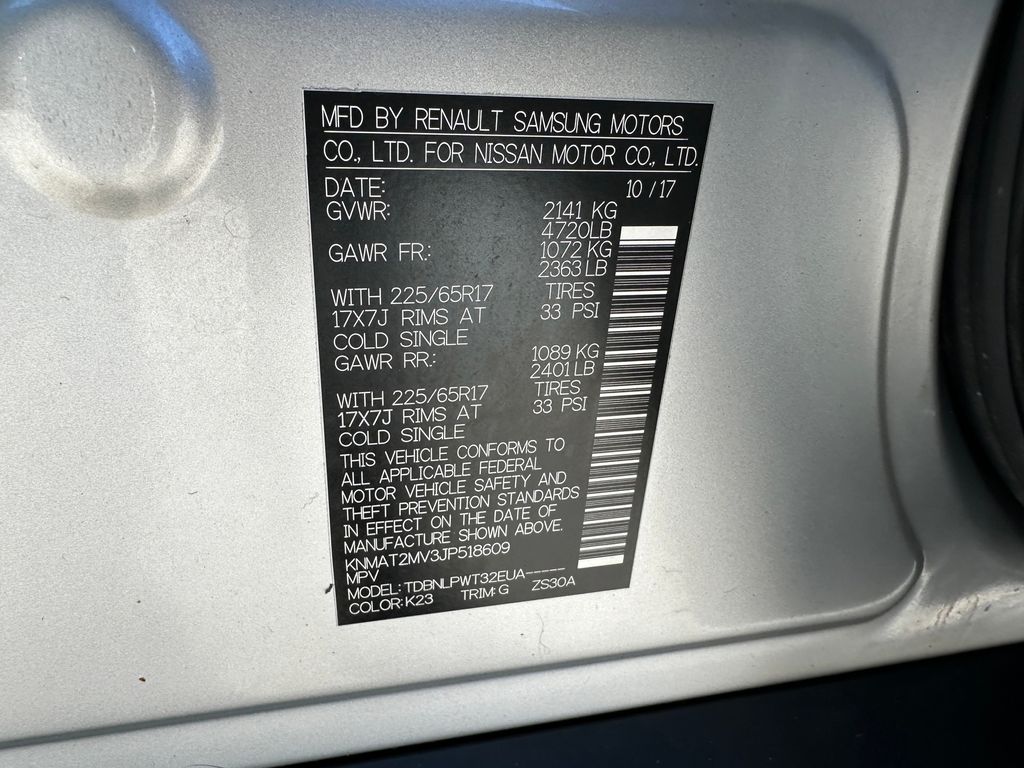 MFD BY RENAULT SAMSUNG MOTORS
CO., LTD. FOR NISSAN MOTOR CO., LTD.
DATE: 10 / 17
GVWR: 2141 KG
4720LB
GAWR FR.: 1072 KG
2363 LB
WITH 225/65R17 TIRES
17X7J RIMS AT 33 PSI
COLD SINGLE
GAWR RR.: 1089 KG
2401 LB
WITH 225/65R17 TIRES
17X7J RIMS AT 33 PSI
COLD SINGLE
THIS VEHICLE CONFORMS TO
ALL APPLICABLE FEDERAL
MOTOR VEHICLE SAFETY AND
THEFT PREVENTION STANDARDS
IN EFFECT ON THE DATE OF
MANUFACTURE SHOWN ABOVE.
KNMAT2MV3JP518609
MPV
MODEL: TDBNLPWT32EUA-----
COLOR: K23 TRIM: G ZS30A